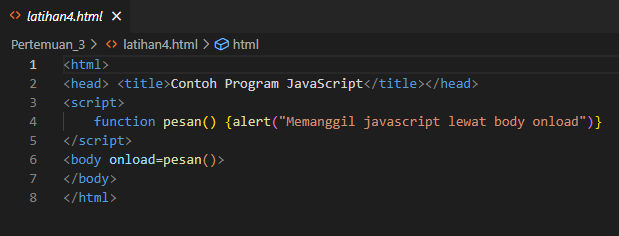 latihan4.html
Pertemuan_3 > latihan4.html > html
1 <html>
2 <head> <title>Contoh Program JavaScript</title></head>
3 <script>
4     function pesan() {alert("Memanggil javascript lewat body onload")}
5 </script>
6 <body onload=pesan()>
7 </body>
8 </html>